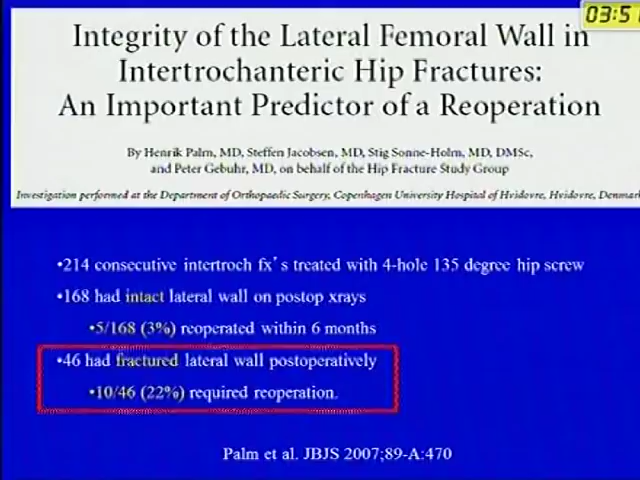 03:51
Integrity of the Lateral Femoral Wall in
Intertrochanteric Hip Fractures:
An Important Predictor of a Reoperation
By Henrik Palm, MD, Steffen Jacobsen, MD, Stig Sonne-Holm, MD, DMSc,
and Peter Gebuhr, MD, on behalf of the Hip Fracture Study Group
Investigation performed at the Department of Orthopaedic Surgery, Copenhagen University Hospital of Hvidovre, Hvidovre, Denmark
•214 consecutive intertroch fx's treated with 4-hole 135 degree hip screw
•168 had intact lateral wall on postop xrays
•5/168 (3%) reoperated within 6 months
•46 had fractured lateral wall postoperatively
•10/46 (22%) required reoperation.
Palm et al. JBJS 2007;89-A:470